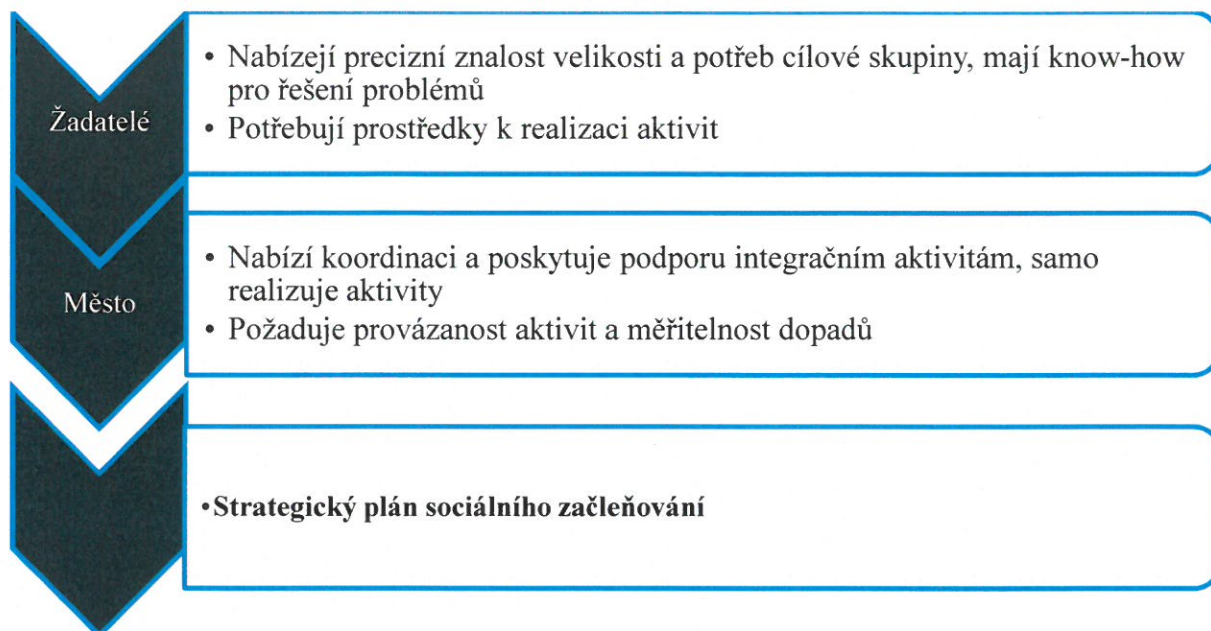 Žadatelé
• Nabízejí precizní znalost velikosti a potřeb cílové skupiny, mají know-how
pro řešení problémů
• Potřebují prostředky k realizaci aktivit
Město
• Nabízí koordinaci a poskytuje podporu integračním aktivitám, samo
realizuje aktivity
• Požaduje provázanost aktivit a měřitelnost dopadů
•Strategický plán sociálního začleňování